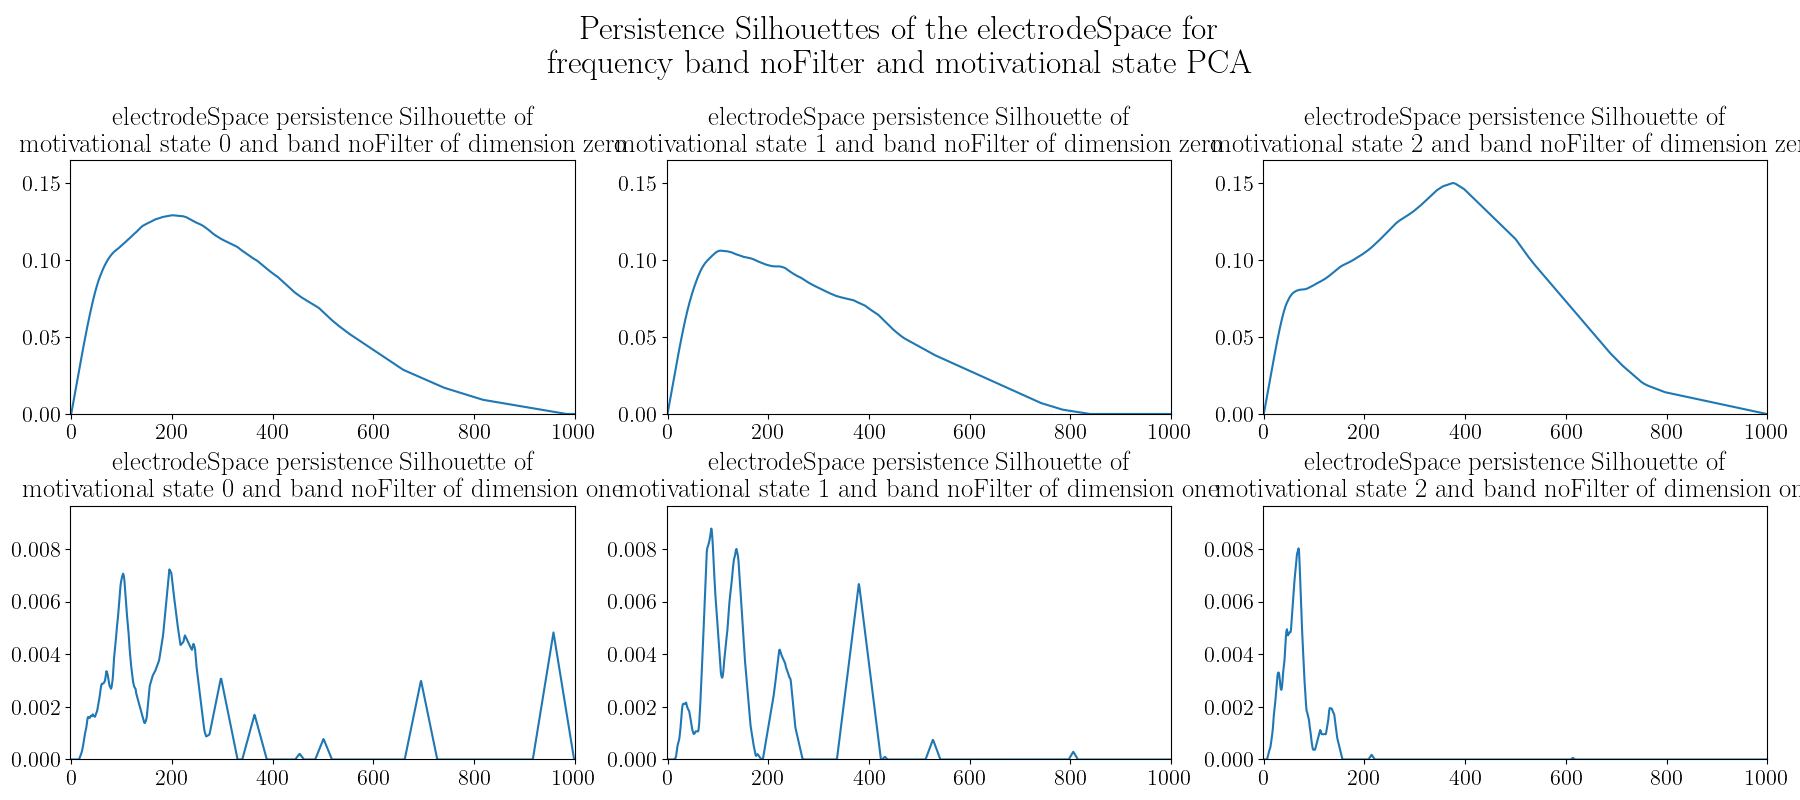 Persistence Silhouettes of the electrodeSpace for
frequency band noFilter and motivational state PCA
electrodeSpace persistence Silhouette of
motivational state 0 and band noFilter of dimension zero
electrodeSpace persistence Silhouette of
motivational state 1 and band noFilter of dimension zero
electrodeSpace persistence Silhouette of
motivational state 2 and band noFilter of dimension zer
0.15
0.10
0.05
0.00
0 200 400 600 800 1000
0.15
0.10
0.05
0.00
0 200 400 600 800 1000
0.15
0.10
0.05
0.00
0 200 400 600 800 1000
electrodeSpace persistence Silhouette of
motivational state 0 and band noFilter of dimension one
electrodeSpace persistence Silhouette of
motivational state 1 and band noFilter of dimension one
electrodeSpace persistence Silhouette of
motivational state 2 and band noFilter of dimension on
0.008
0.006
0.004
0.002
0.000
0 200 400 600 800 1000
0.008
0.006
0.004
0.002
0.000
0 200 400 600 800 1000
0.008
0.006
0.004
0.002
0.000
0 200 400 600 800 1000